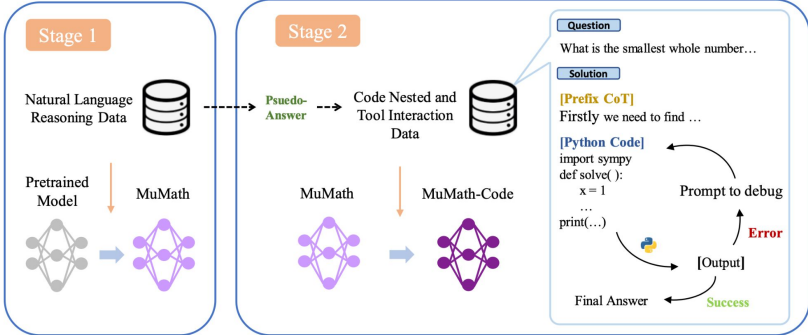 Stage 1
Natural Language
Reasoning Data
Pretrained
Model
MuMath
Stage 2
Psuedo-
Answer
Code Nested and
Tool Interaction
Data
MuMath
MuMath-Code
Question
What is the smallest whole number…
Solution
[Prefix CoT]
Firstly we need to find …
[Python Code]
import sympy
def solve( ):
x = 1
…
print(…)
Prompt to debug
Error
[Output]
Success
Final Answer